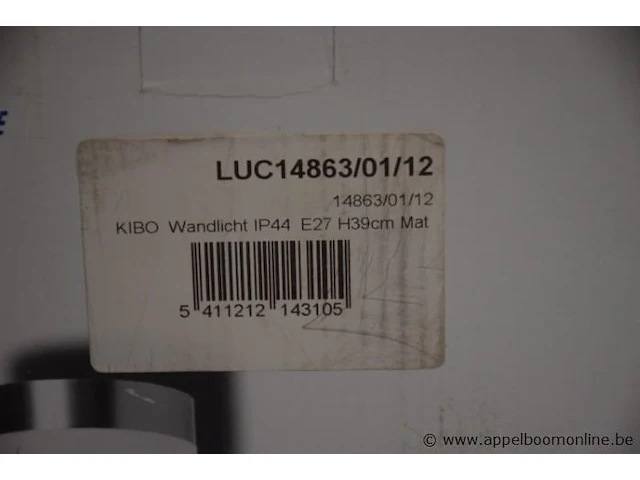 LUC14863/01/12
14863/01/12
KIBO Wandlicht IP44 E27 H39cm Mat
5 411212 143105
© www.appelboomonline.be